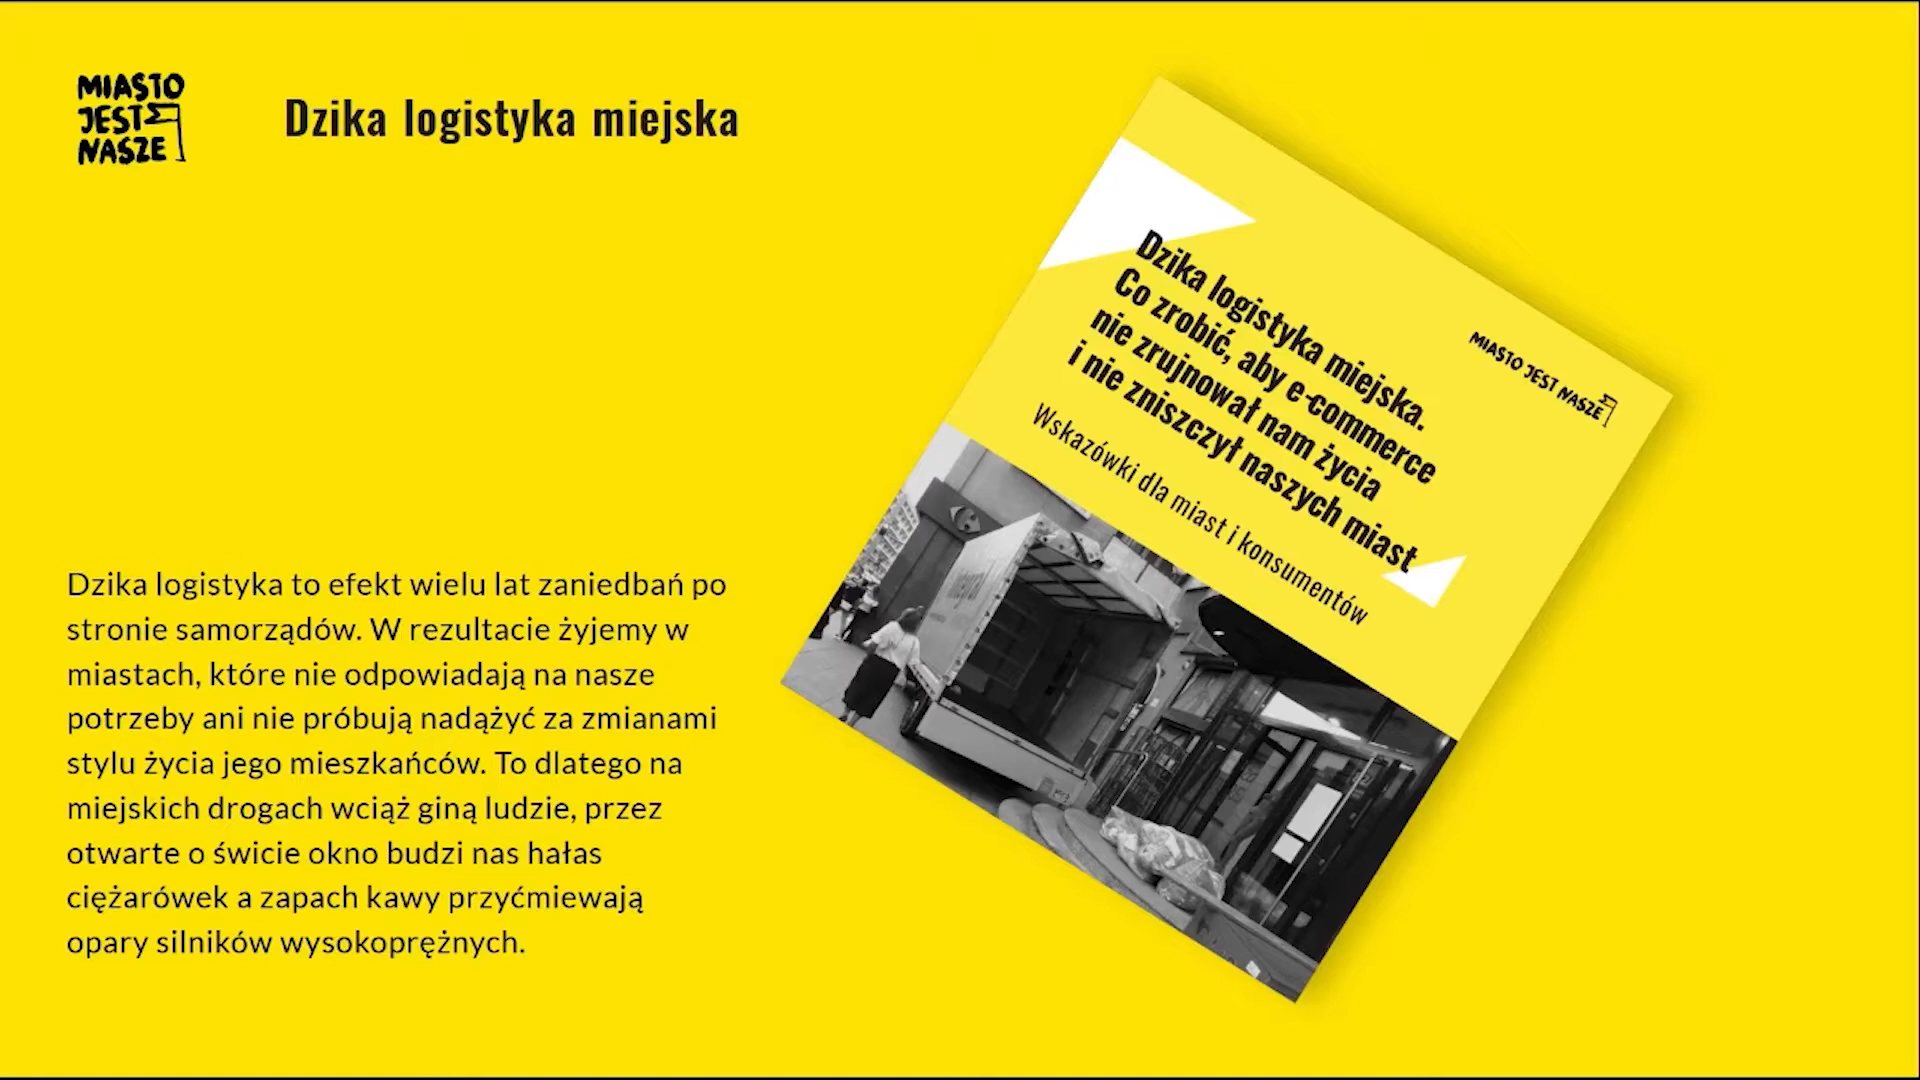 MIASTO
JEST
NASZE
Dzika logistyka miejska
Dzika logistyka miejska.
Co zrobić, aby e-commerce
nie zrujnował nam życia
i nie zniszczył naszych miast
Wskazówki dla miast i konsumentów
MIASTO JEST NASZE
Dzika logistyka to efekt wielu lat zaniedbań po
stronie samorządów. W rezultacie żyjemy w
miastach, które nie odpowiadają na nasze
potrzeby ani nie próbują nadążyć za zmianami
stylu życia jego mieszkańców. To dlatego na
miejskich drogach wciąż giną ludzie, przez
otwarte o świcie okno budzi nas hałas
ciężarówek a zapach kawy przyćmiewają
opary silników wysokoprężnych.